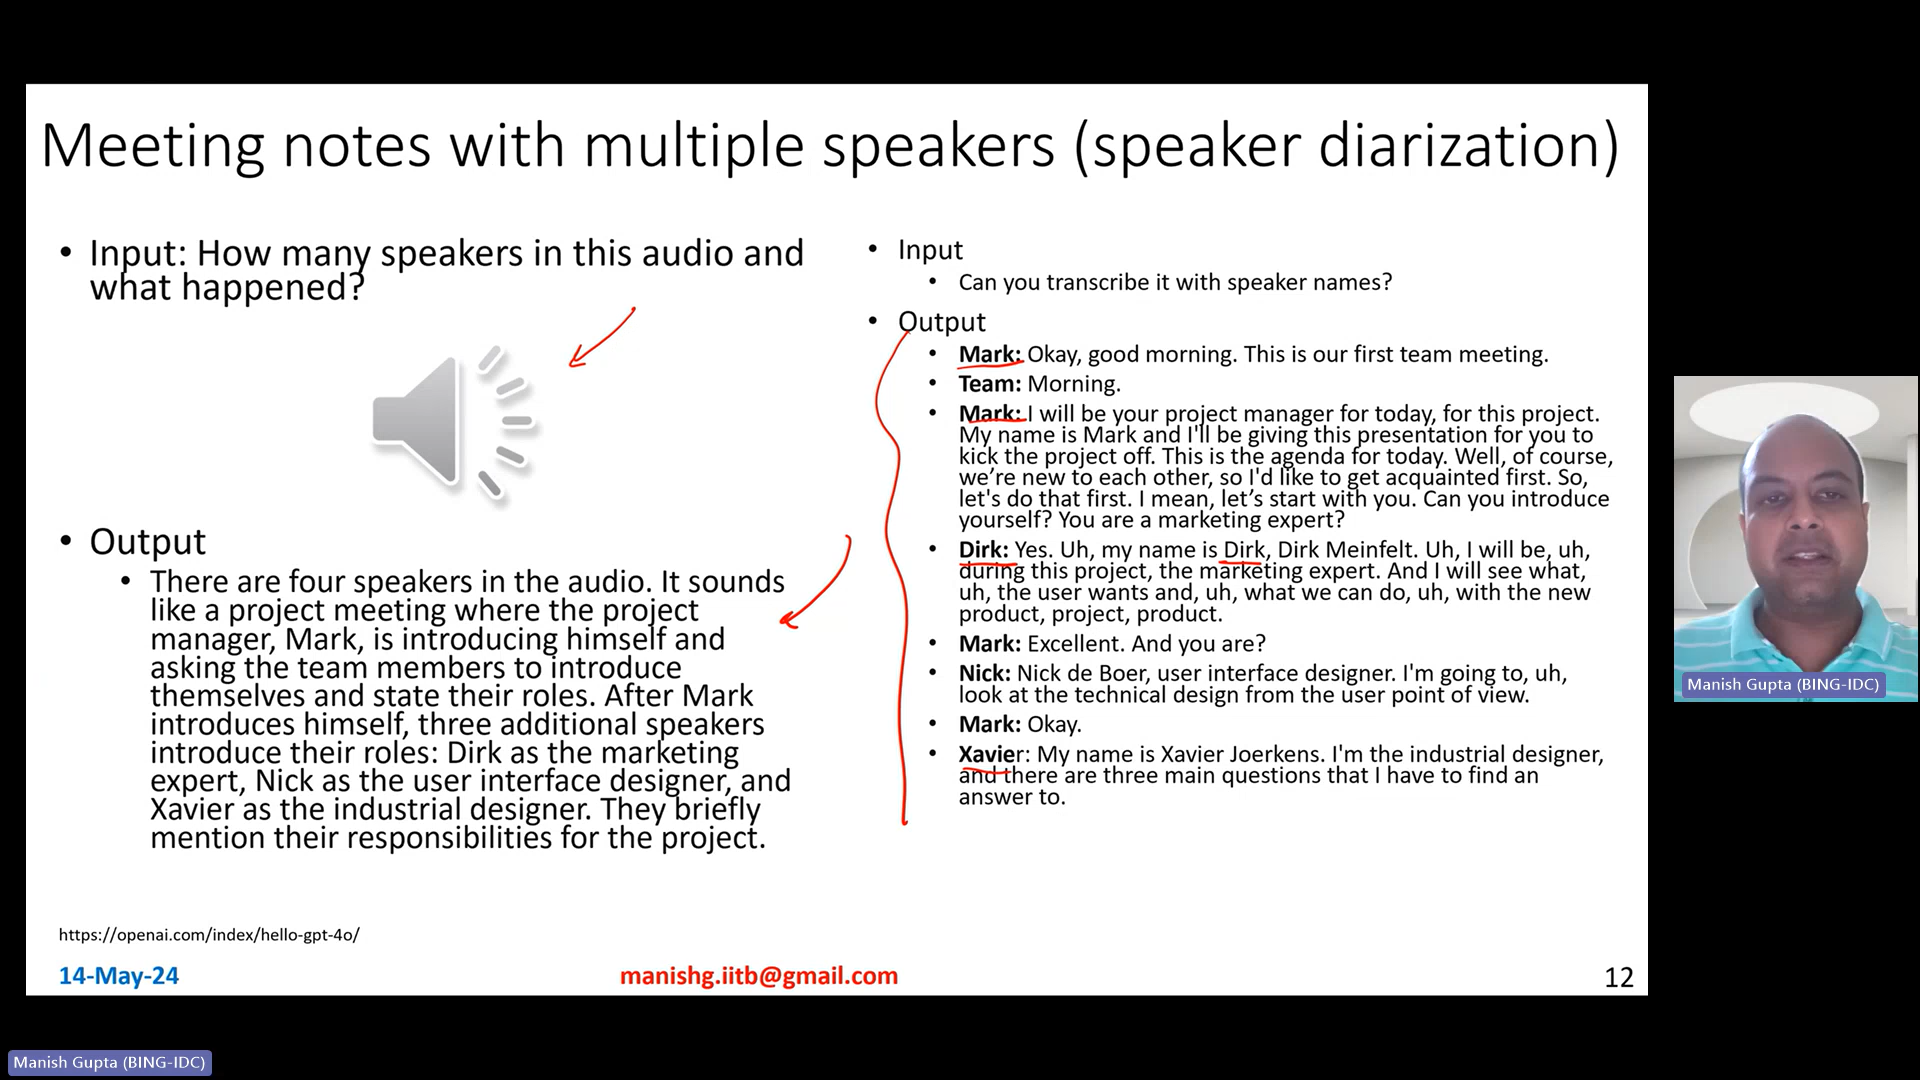 Meeting notes with multiple speakers (speaker diarization)
• Input: How many speakers in this audio and
what happened?
• Output
• There are four speakers in the audio. It sounds
like a project meeting where the project
manager, Mark, is introducing himself and
asking the team members to introduce
themselves and state their roles. After Mark
introduces himself, three additional speakers
introduce their roles: Dirk as the marketing
expert, Nick as the user interface designer, and
Xavier as the industrial designer. They briefly
mention their responsibilities for the project.
• Input
• Can you transcribe it with speaker names?
• Output
• Mark: Okay, good morning. This is our first team meeting.
• Team: Morning.
• Mark: I will be your project manager for today, for this project.
My name is Mark and I'll be giving this presentation for you to
kick the project off. This is the agenda for today. Well, of course,
we’re new to each other, so I'd like to get acquainted first. So,
let's do that first. I mean, let’s start with you. Can you introduce
yourself? You are a marketing expert?
• Dirk: Yes. Uh, my name is Dirk, Dirk Meinfelt. Uh, I will be, uh,
during this project, the marketing expert. And I will see what,
uh, the user wants and, uh, what we can do, uh, with the new
product, project, product.
• Mark: Excellent. And you are?
• Nick: Nick de Boer, user interface designer. I'm going to, uh,
look at the technical design from the user point of view.
• Mark: Okay.
• Xavier: My name is Xavier Joerkens. I'm the industrial designer,
and there are three main questions that I have to find an
answer to.
https://openai.com/index/hello-gpt-4o/
14-May-24
manishg.iitb@gmail.com
12
Manish Gupta (BING-IDC)
Manish Gupta (BING-IDC)